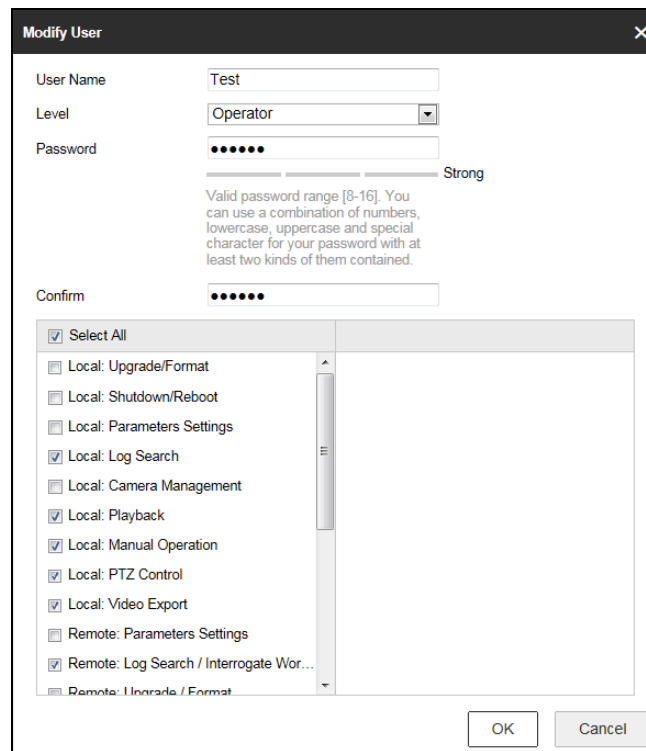 Modify User
User Name Test
Level Operator
Password ●●●●●●
Strong
Valid password range [8-16]. You
can use a combination of numbers,
lowercase, uppercase and special
character for your password with at
least two kinds of them contained.
Confirm ●●●●●●
Select All
Local: Upgrade/Format
Local: Shutdown/Reboot
Local: Parameters Settings
Local: Log Search
Local: Camera Management
Local: Playback
Local: Manual Operation
Local: PTZ Control
Local: Video Export
Remote: Parameters Settings
Remote: Log Search / Interrogate Wor...
Remote: Upgrade / Format
OK Cancel